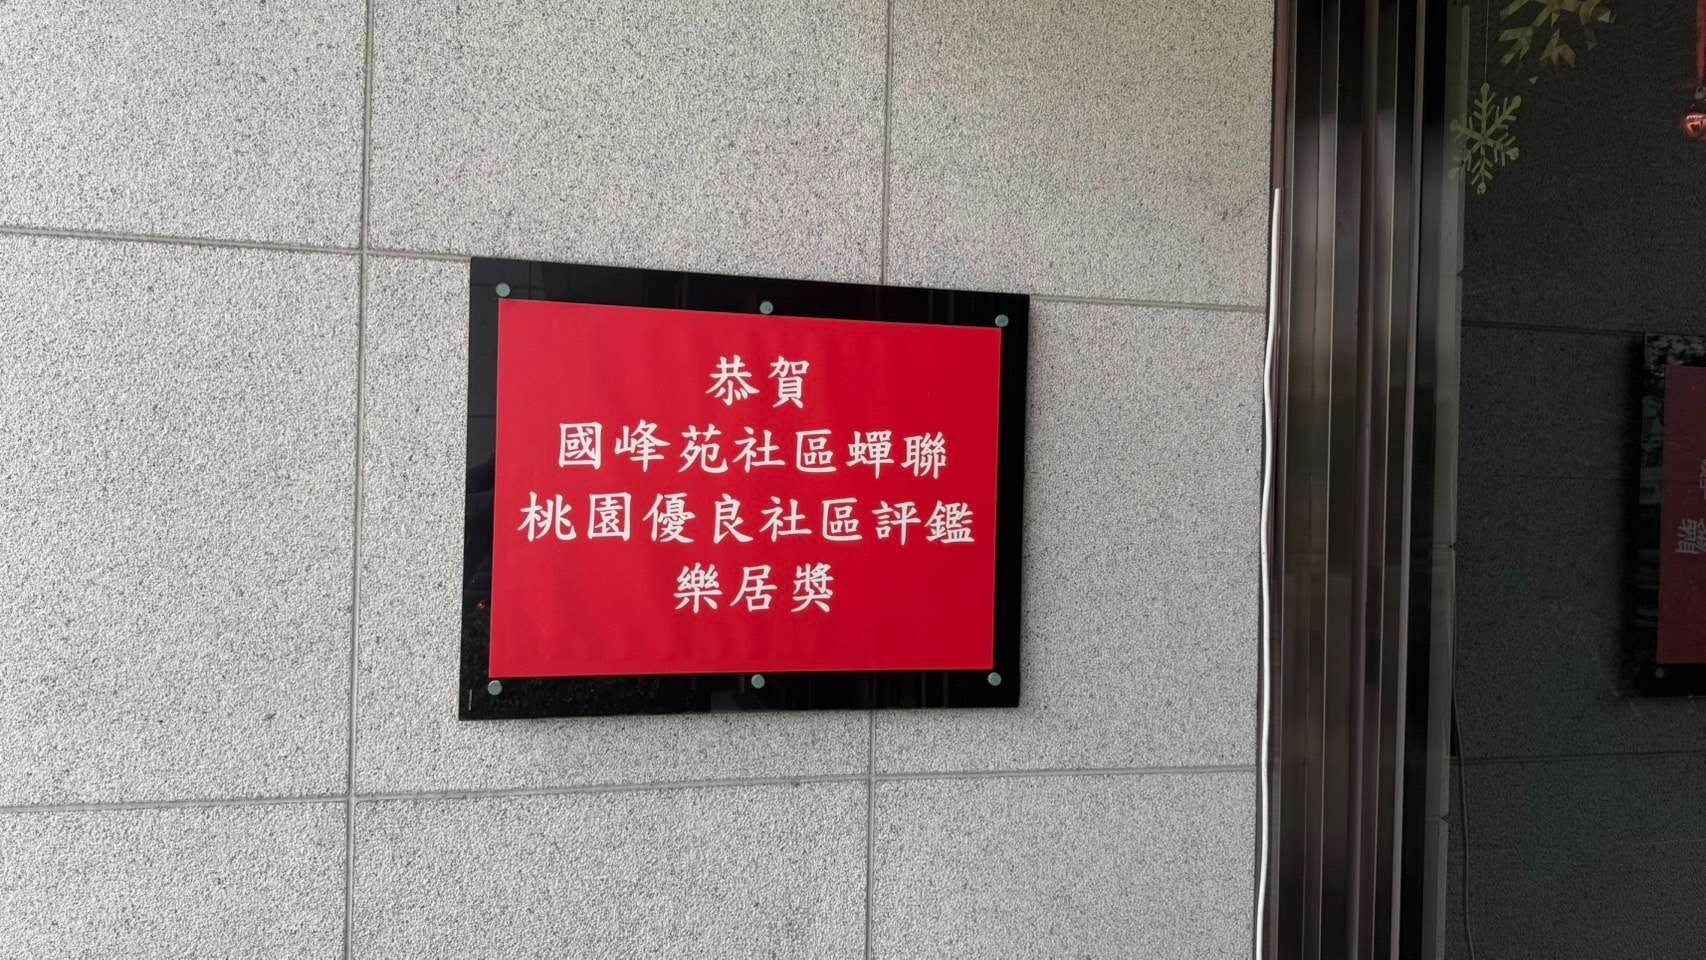 恭賀
國峰苑社區蟬聯
桃園優良社區評鑑
樂居獎